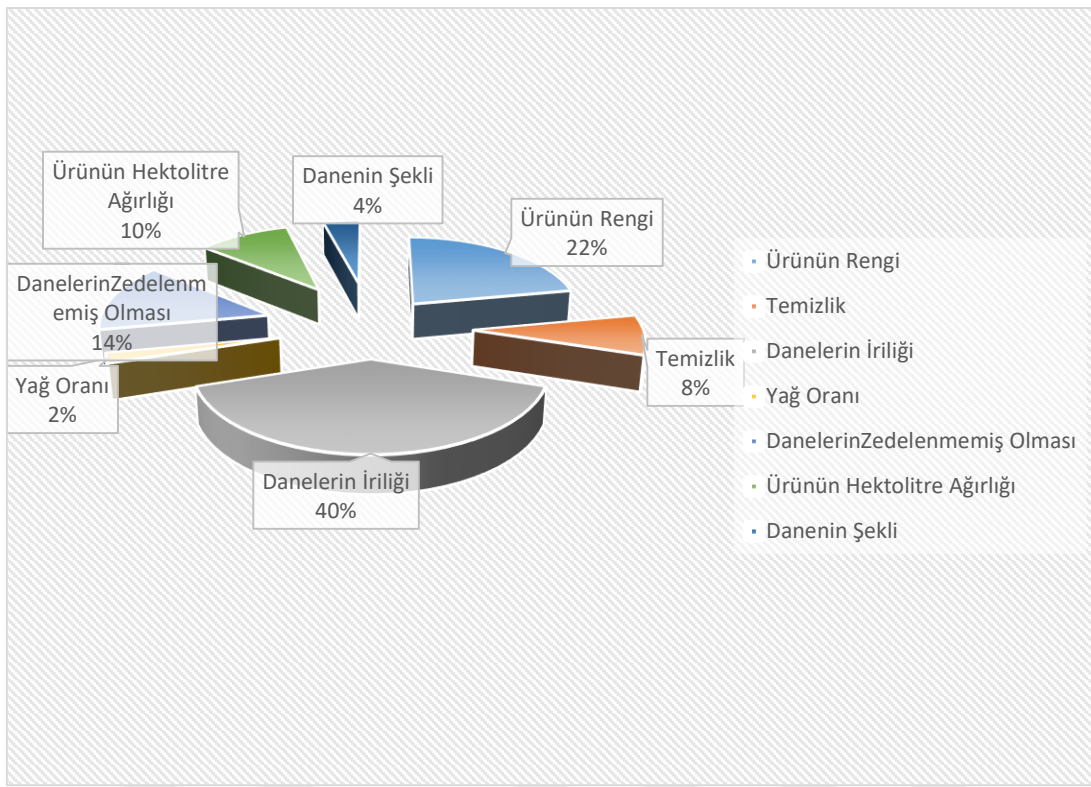 Ürünün Hektolitre
Ağırlığı
10%
Danenin Şekli
4%
Ürünün Rengi
22%
DanelerinZedelenm
emiş Olması
14%
Yağ Oranı
2%
Temizlik
8%
Danelerin İriliği
40%
Ürünün Rengi
Temizlik
Danelerin İriliği
Yağ Oranı
DanelerinZedelenmemiş Olması
Ürünün Hektolitre Ağırlığı
Danenin Şekli